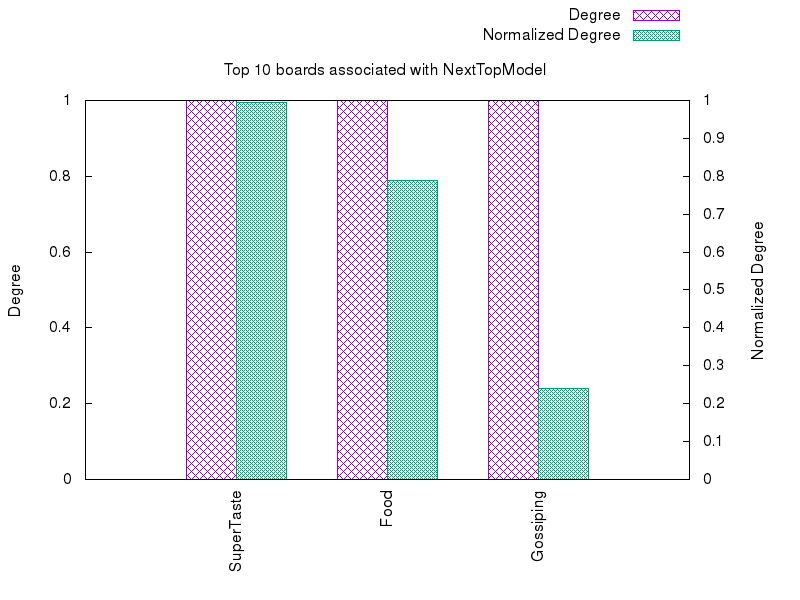 Degree
Normalized Degree
Top 10 boards associated with NextTopModel
1
0.8
0.6
0.4
0.2
0
Degree
1
0.9
0.8
0.7
0.6
0.5
0.4
0.3
0.2
0.1
0
Normalized Degree
SuperTaste
Food
Gossiping